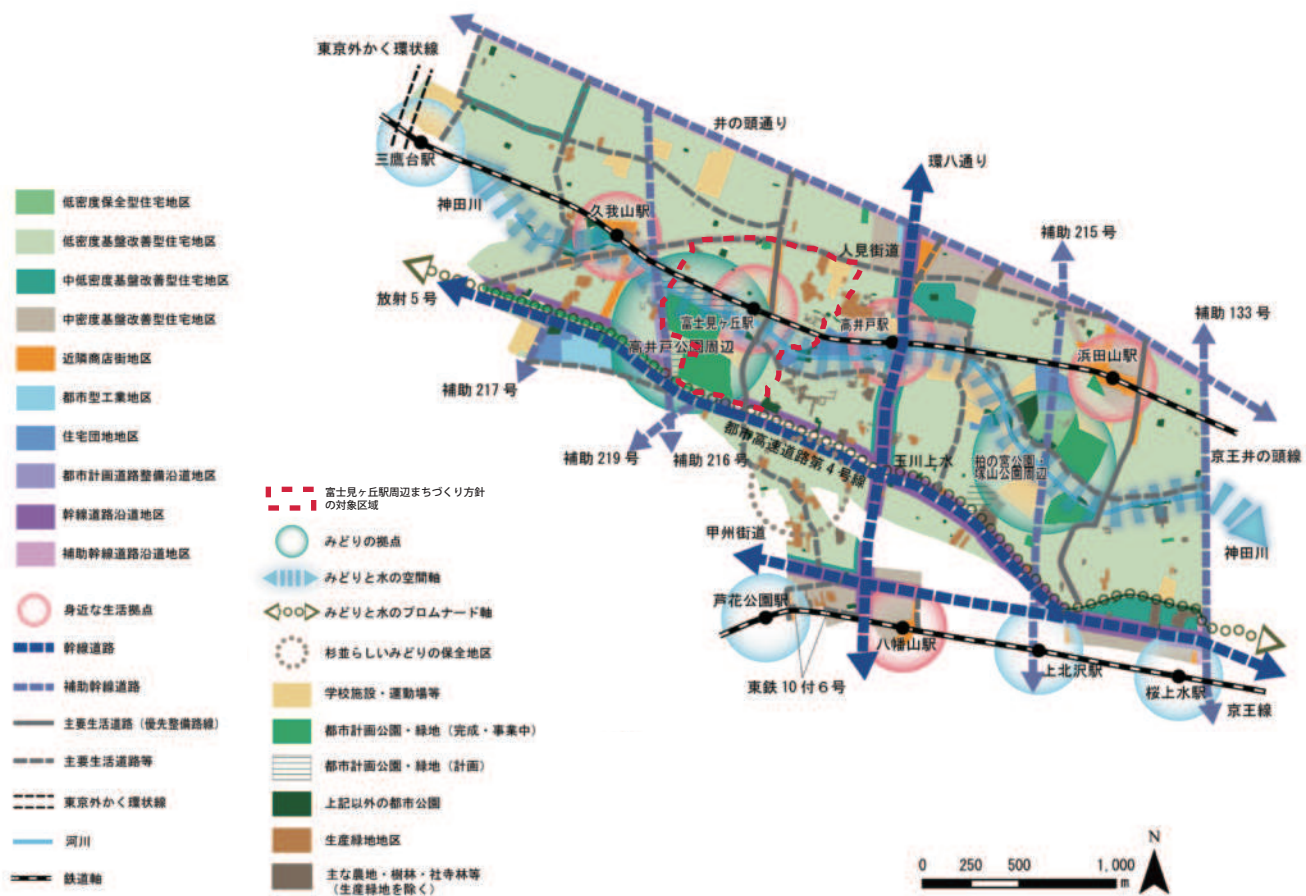 東京外かく環状線
三鷹台駅
井の頭通り
環八通り
神田川
久我山駅
人見街道
補助215号
放射5号
富士見ヶ丘駅
高井戸駅
補助133号
高井戸公園周辺
浜田山駅
補助217号
都市高速道路第4号線
玉川上水
柏の宮公園・
塚山公園周辺
京王井の頭線
補助219号
補助216号
甲州街道
神田川
芦花公園駅
八幡山駅
上北沢駅
桜上水駅
東鉄10付6号
京王線
低密度保全型住宅地区
低密度基盤改善型住宅地区
中低密度基盤改善型住宅地区
中密度基盤改善型住宅地区
近隣商店街地区
都市型工業地区
住宅団地地区
都市計画道路整備沿道地区
幹線道路沿道地区
補助幹線道路沿道地区
身近な生活拠点
幹線道路
補助幹線道路
主要生活道路（優先整備路線）
主要生活道路等
東京外かく環状線
河川
鉄道軸
富士見ヶ丘駅周辺まちづくり方針
の対象区域
みどりの拠点
みどりと水の空間軸
みどりと水のプロムナード軸
杉並らしいみどりの保全地区
学校施設・運動場等
都市計画公園・緑地（完成・事業中）
都市計画公園・緑地（計画）
上記以外の都市公園
生産緑地地区
主な農地・樹林・社寺林等
（生産緑地を除く）
N
0 250 500 1,000
m